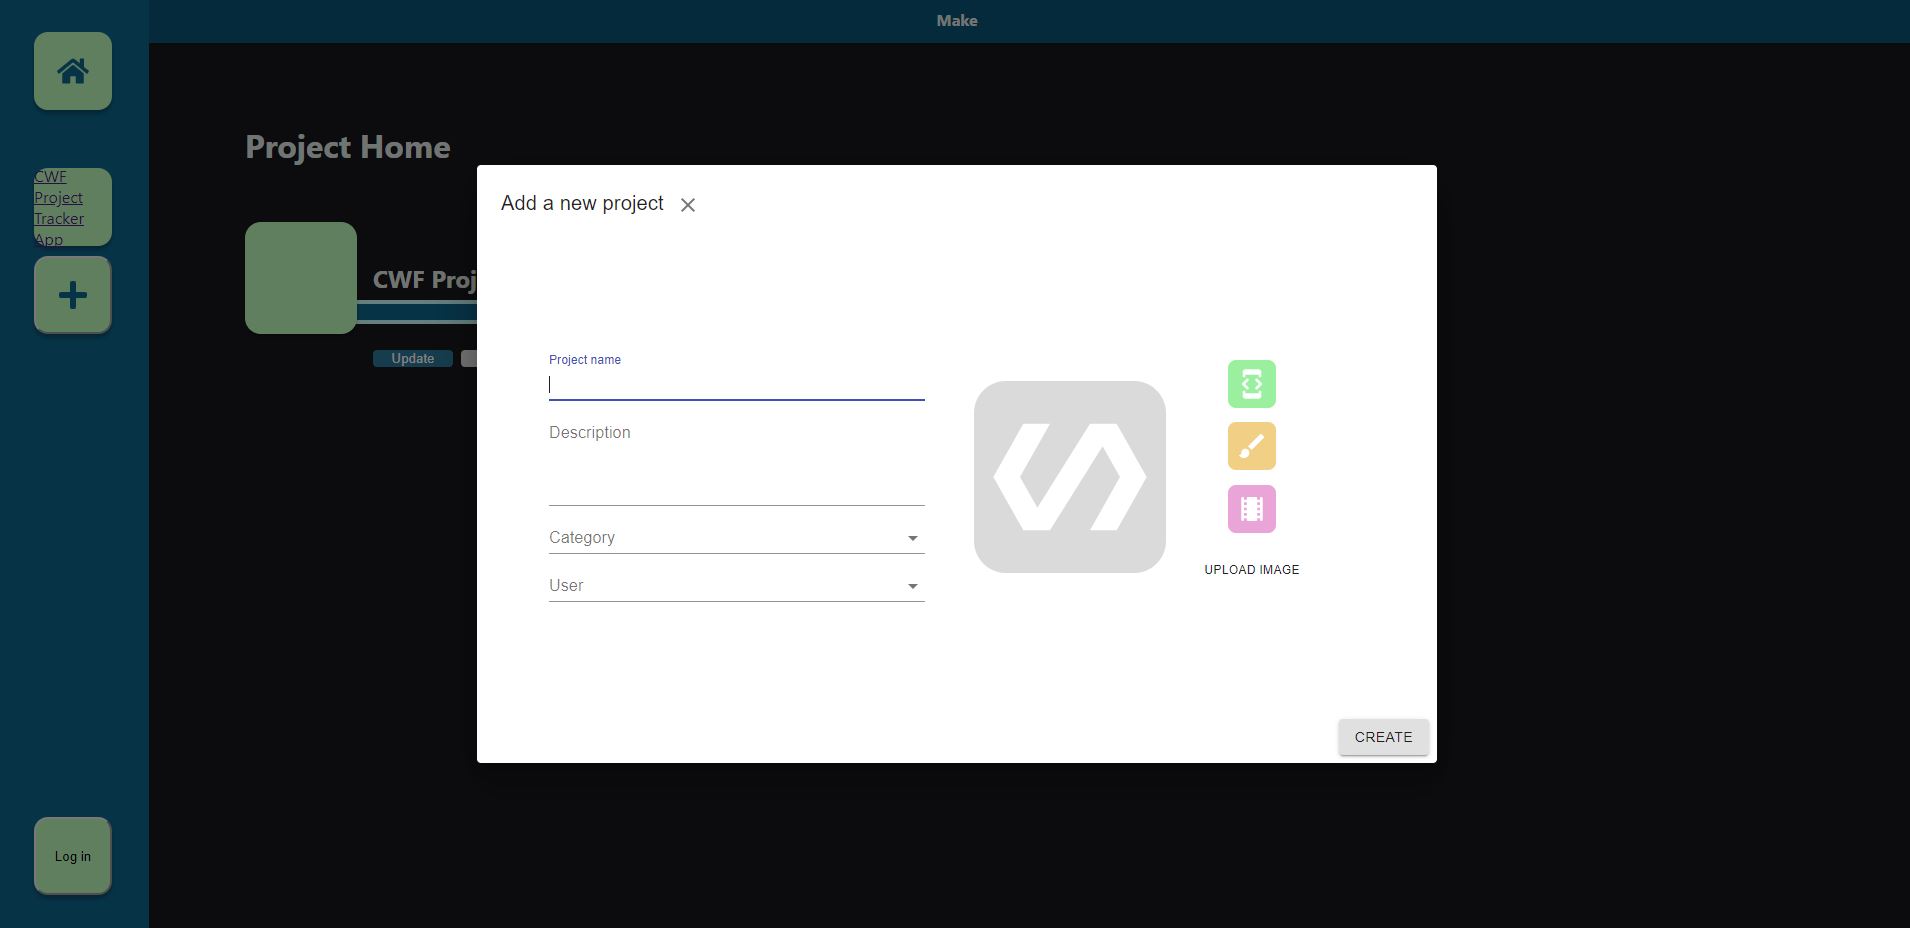 Make
Project Home
CWF
Project
Tracker
App
CWF Proj
Update
Log in
Add a new project
Project name
Description
Category
User
UPLOAD IMAGE
CREATE